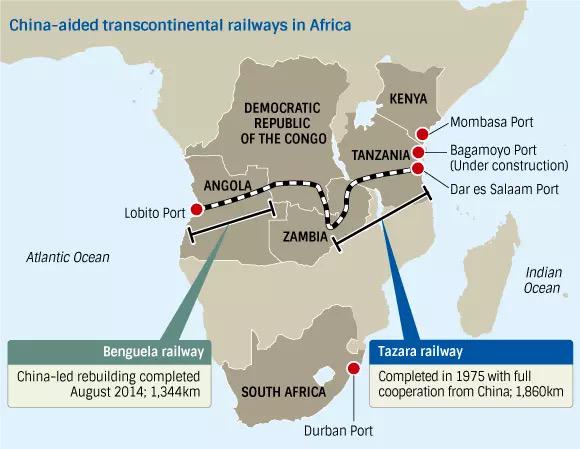 China-aided transcontinental railways in Africa
KENYA
DEMOCRATIC
REPUBLIC
OF THE CONGO
Mombasa Port
TANZANIA
Bagamoyo Port
(Under construction)
ANGOLA
Dar es Salaam Port
Lobito Port
ZAMBIA
Atlantic Ocean
Indian
Ocean
Benguela railway
China-led rebuilding completed
August 2014; 1,344km
Tazara railway
Completed in 1975 with full
cooperation from China; 1,860km
SOUTH AFRICA
Durban Port